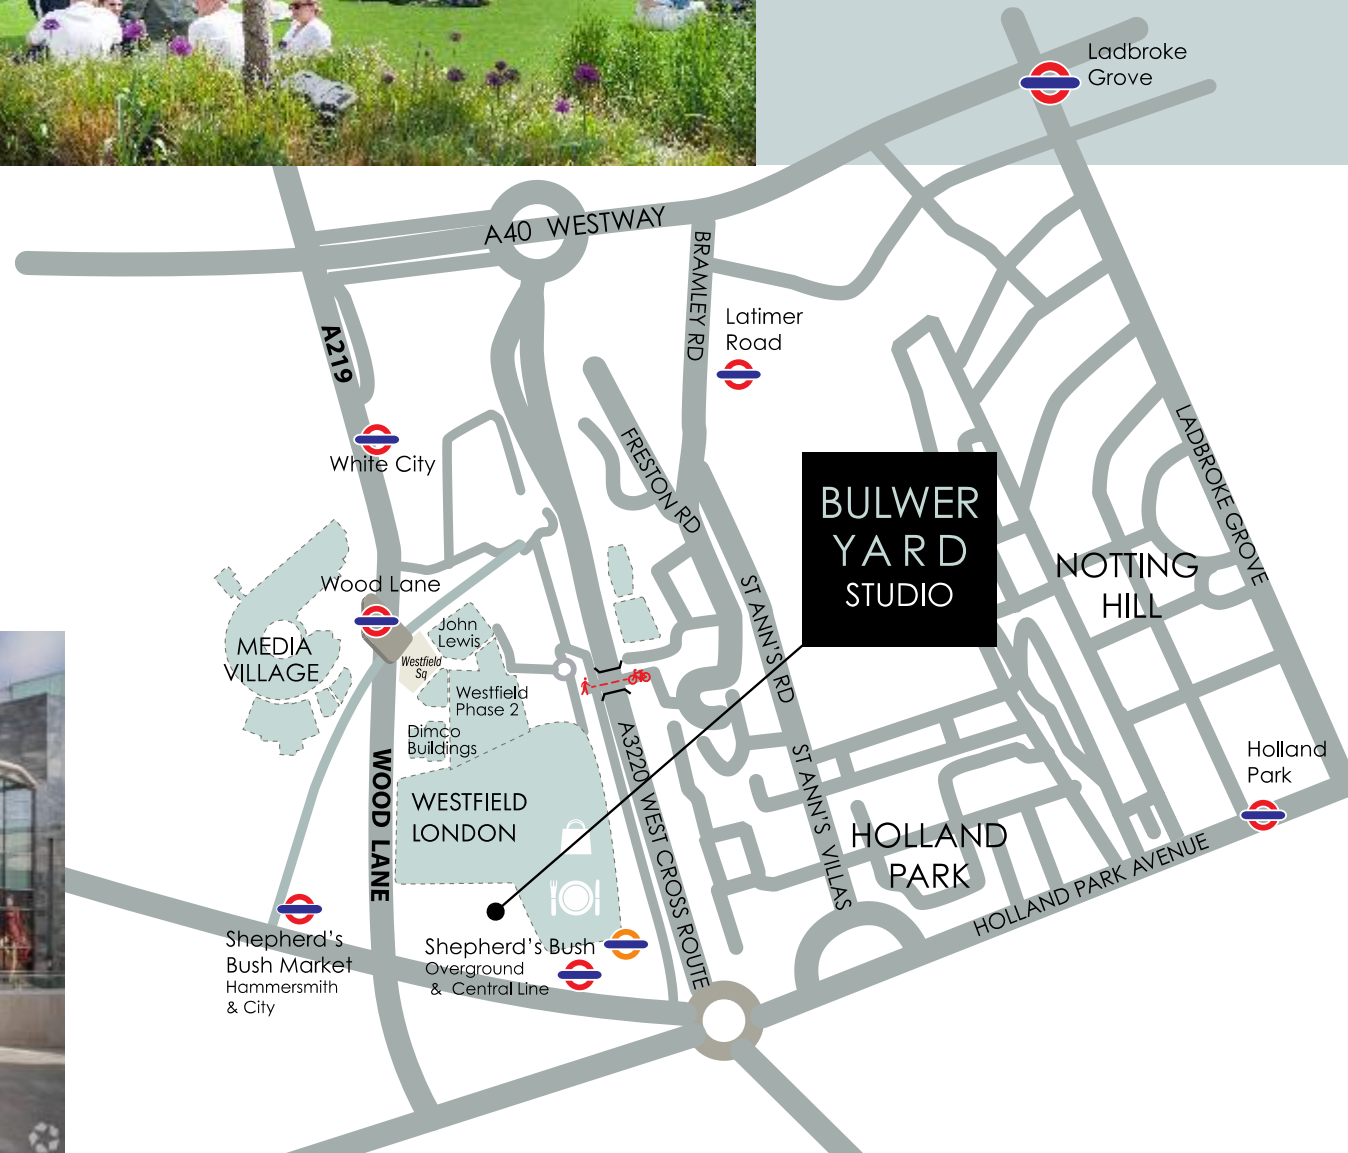 Ladbroke
Grove
A40 WESTWAY
BRAMLEY RD
Latimer
Road
A219
White City
FRESTON RD
LADBROKE GROVE
BULWER
YARD
STUDIO
NOTTING
HILL
Wood Lane
ST ANN'S RD
MEDIA
VILLAGE
John
Lewis
Westfield
Sq
Westfield
Phase 2
Dimco
Buildings
A3220 WEST CROSS ROUTE
WOOD LANE
WESTFIELD
LONDON
ST ANN'S VILLAS
Holland
Park
HOLLAND
PARK
HOLLAND PARK AVENUE
Shepherd's
Bush Market
Hammersmith
& City
Shepherd's Bush
Overground
& Central Line